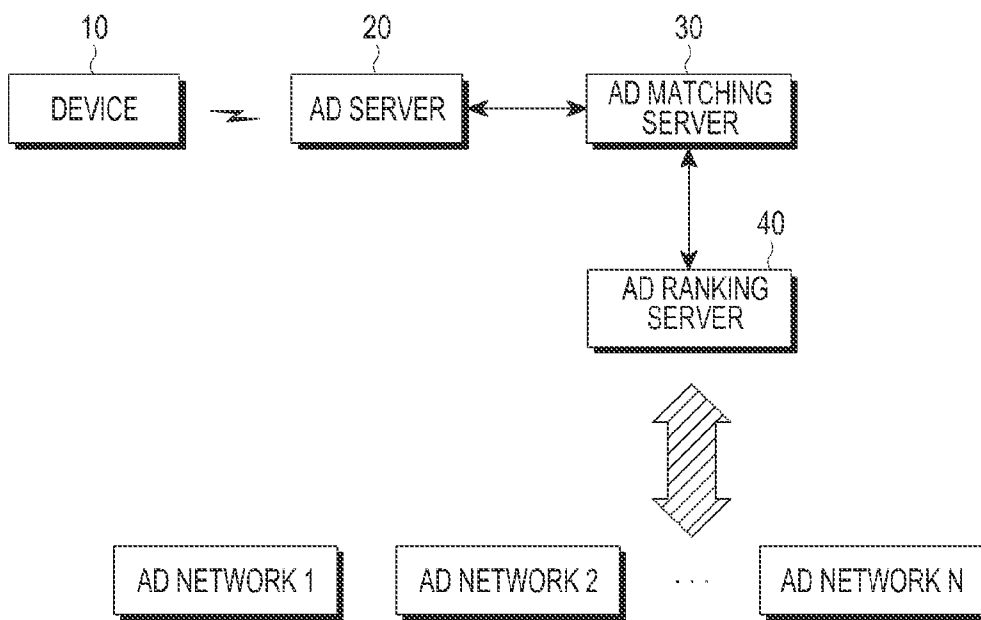 10
20
30
DEVICE
AD SERVER
AD MATCHING
SERVER
40
AD RANKING
SERVER
AD NETWORK 1
AD NETWORK 2
...
AD NETWORK N